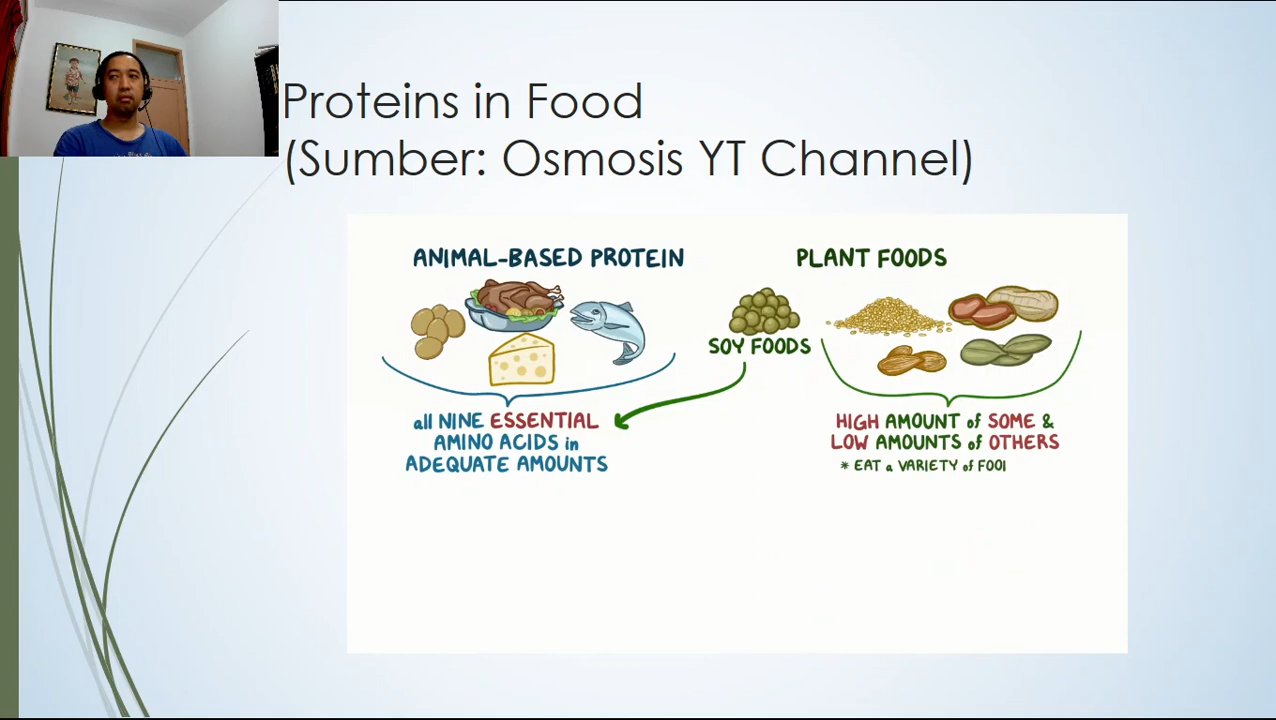 Proteins in Food
(Sumber: Osmosis YT Channel)
ANIMAL-BASED PROTEIN
PLANT FOODS
SOY FOODS
all NINE ESSENTIAL
AMINO ACIDS in
ADEQUATE AMOUNTS
HIGH AMOUNT of SOME &
LOW AMOUNTS of OTHERS
* EAT a VARIETY of FOOI